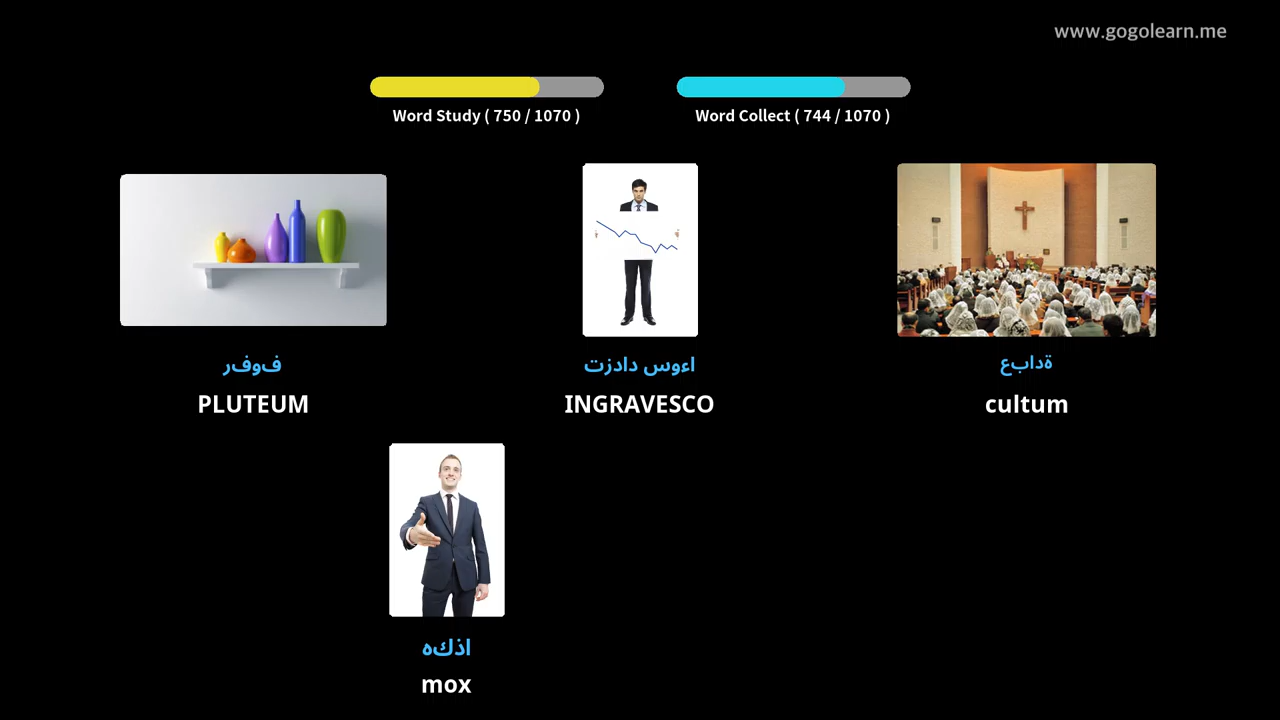 www.gogolearn.me
Word Study ( 750 / 1070 )
Word Collect ( 744 / 1070 )
فوفر
PLUTEUM
اءوس دادزت
INGRAVESCO
ةدابع
cultum
اذكه
mox